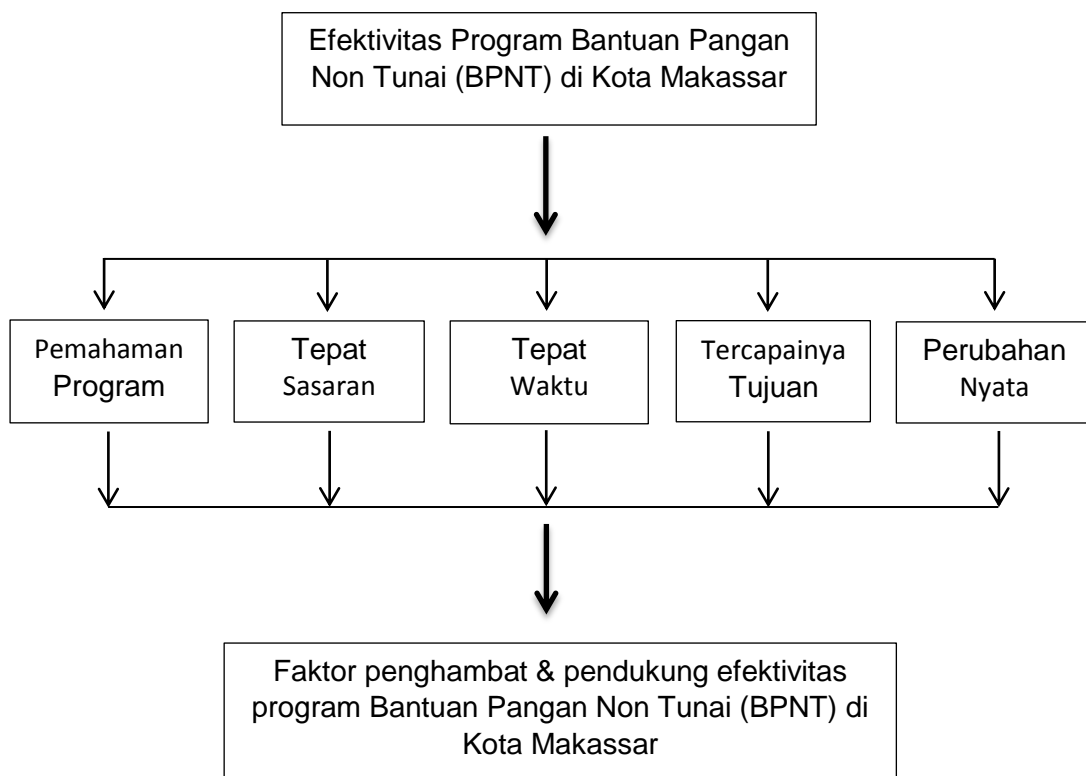 Efektivitas Program Bantuan Pangan
Non Tunai (BPNT) di Kota Makassar
Pemahaman
Program
Tepat
Sasaran
Tepat
Waktu
Tercapainya
Tujuan
Perubahan
Nyata
Faktor penghambat & pendukung efektivitas
program Bantuan Pangan Non Tunai (BPNT) di
Kota Makassar